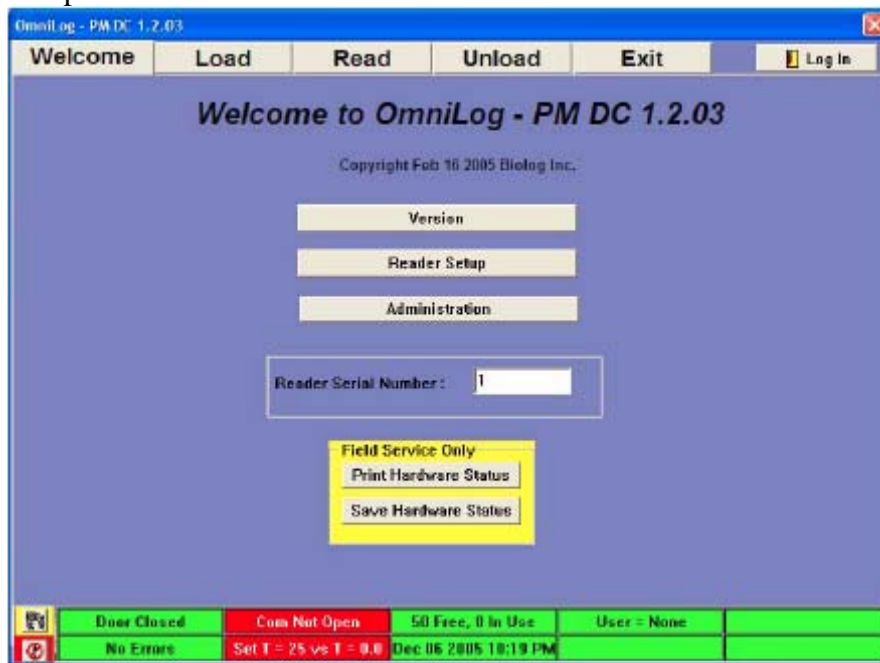 OmniLog - PM DC 1.2.03
Welcome Load Read Unload Exit Log In
Welcome to OmniLog - PM DC 1.2.03
Copyright Feb 16 2005 Biolog Inc.
Version
Reader Setup
Administration
Reader Serial Number : 1
Field Service Only
Print Hardware Status
Save Hardware Status
Door Closed Com Not Open 50 Free, 0 In Use User = None
No Errors Set T = 25 vs T = 0.0 Dec 06 2005 10:19 PM